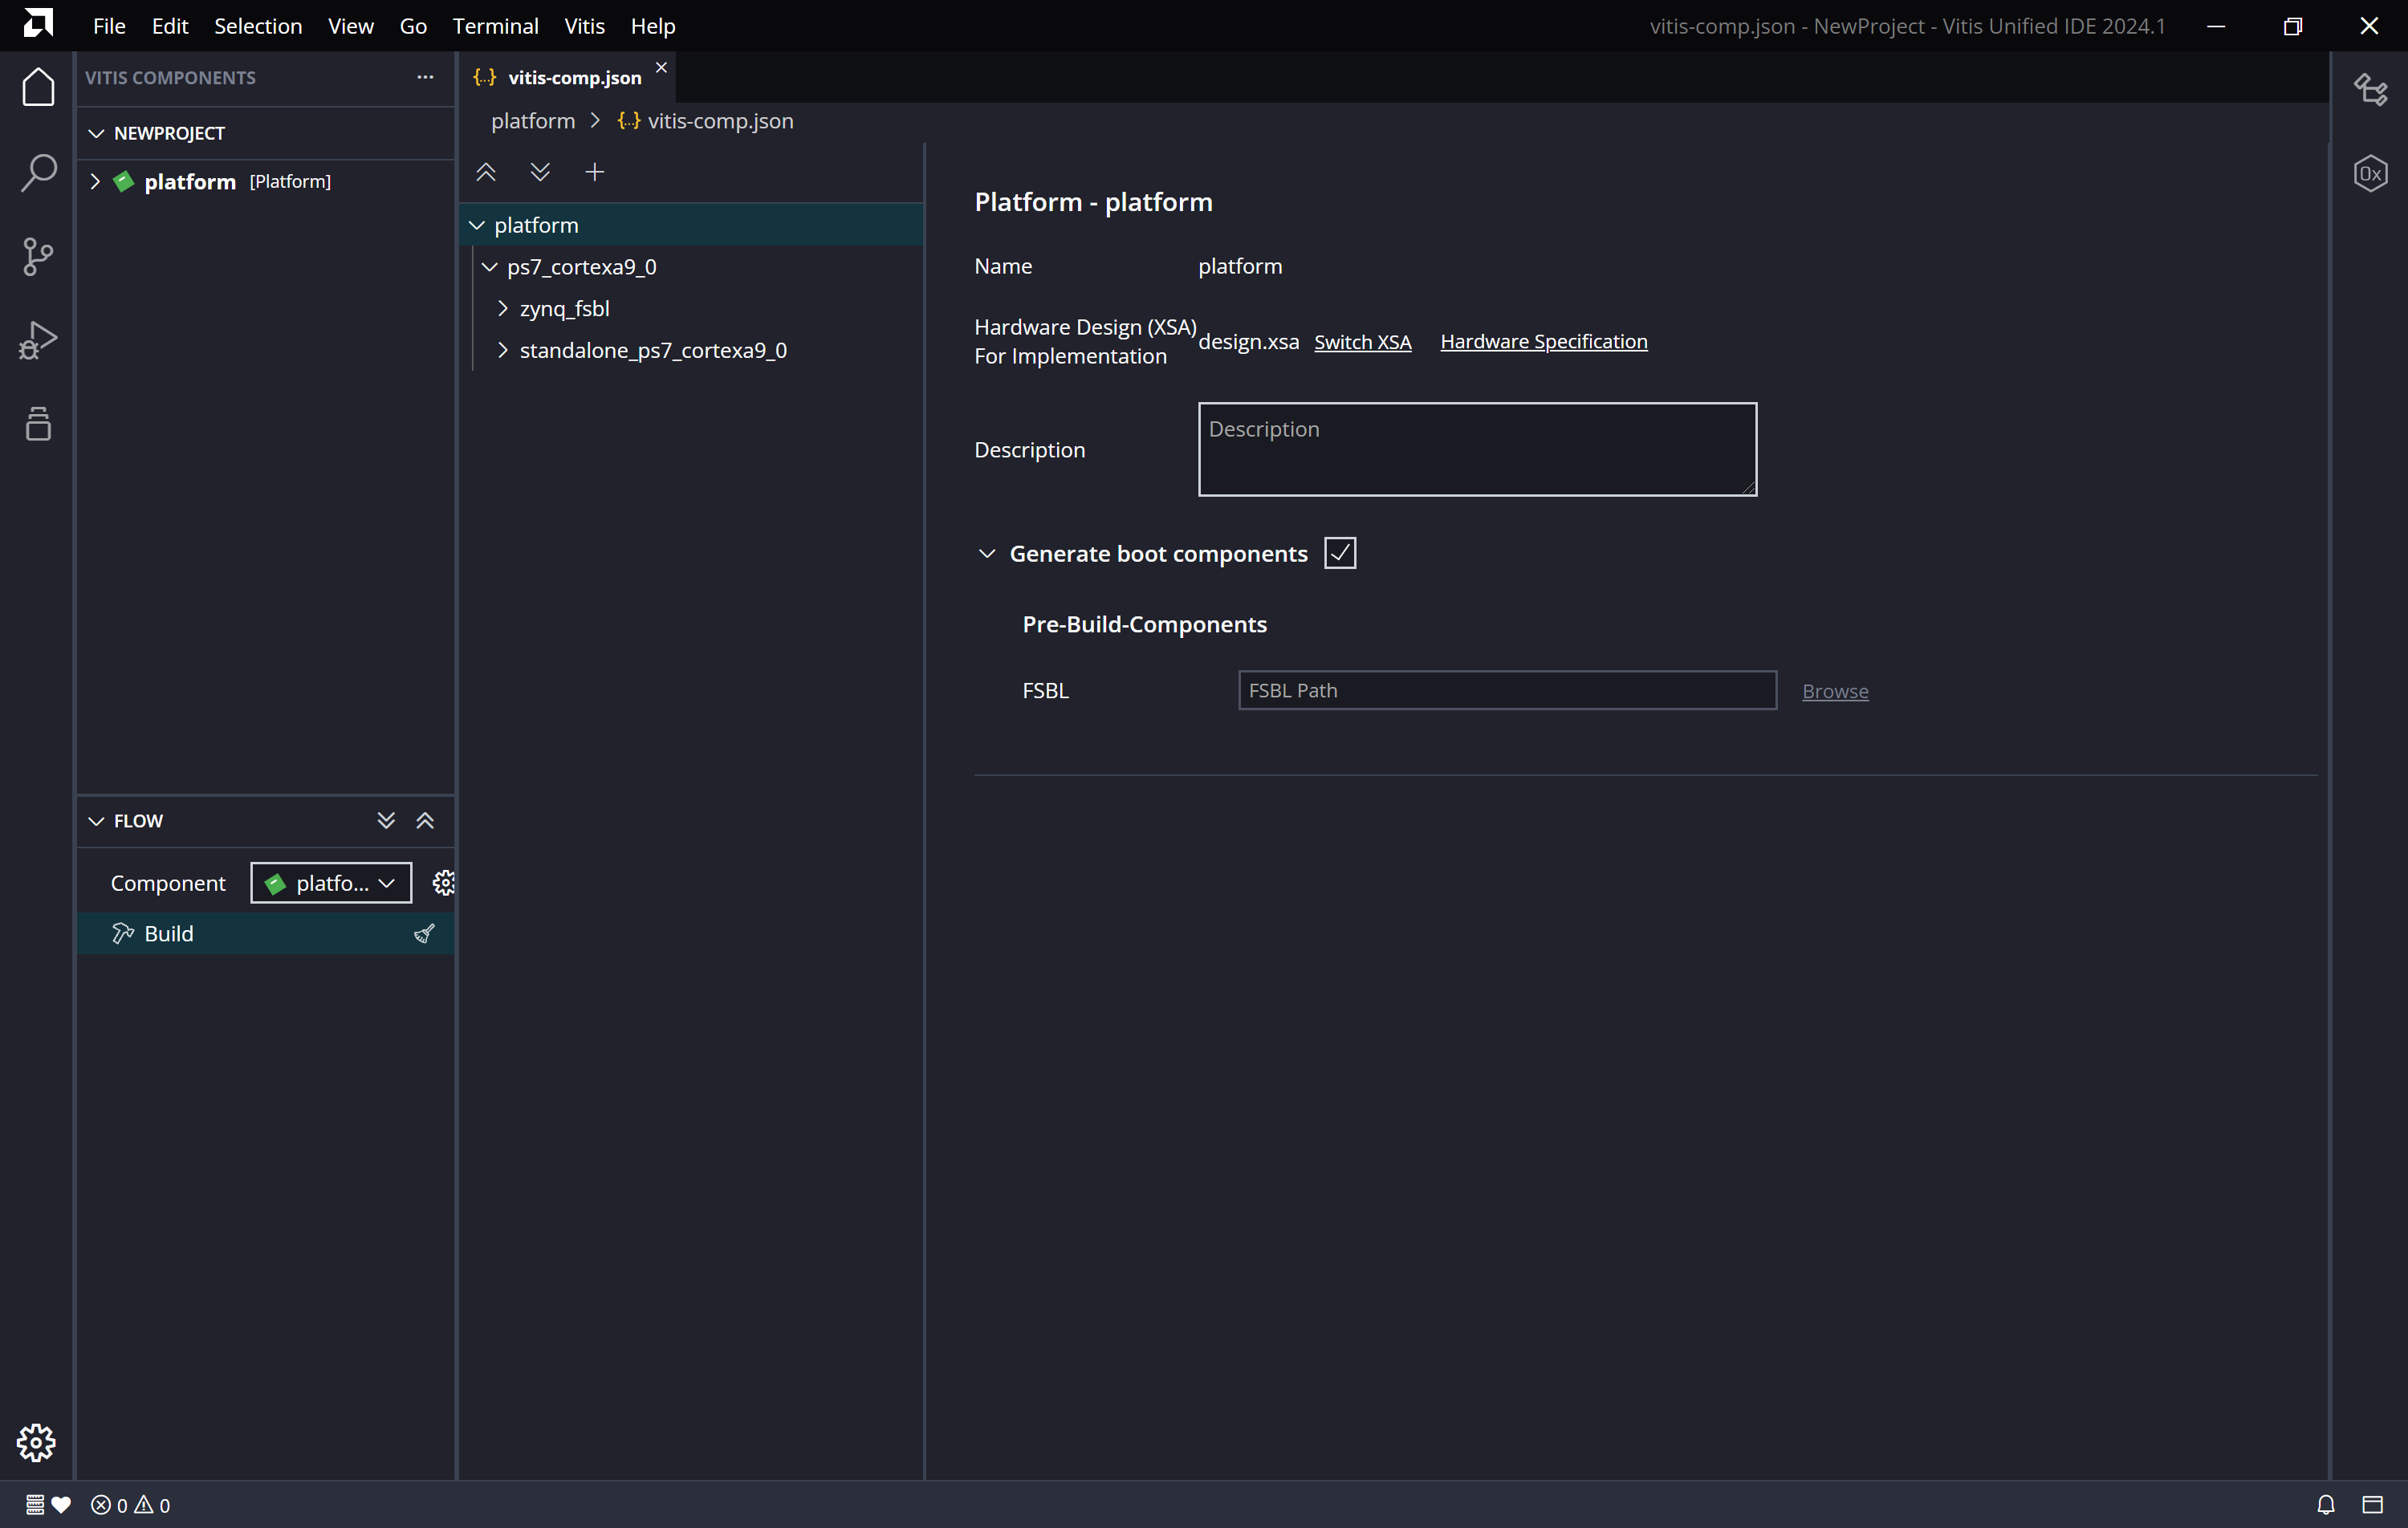 File Edit Selection View Go Terminal Vitis Help
vitis-comp.json - NewProject - Vitis Unified IDE 2024.1
VITIS COMPONENTS
NEWPROJECT
platform [Platform]
FLOW
Component platfo...
Build
{...} vitis-comp.json
platform > {...} vitis-comp.json
platform
ps7_cortexa9_0
zynq_fsbl
standalone_ps7_cortexa9_0
Platform - platform
Name platform
Hardware Design (XSA)
For Implementation
design.xsa Switch XSA Hardware Specification
Description
Description
Generate boot components
Pre-Build-Components
FSBL FSBL Path Browse
0x
0 0